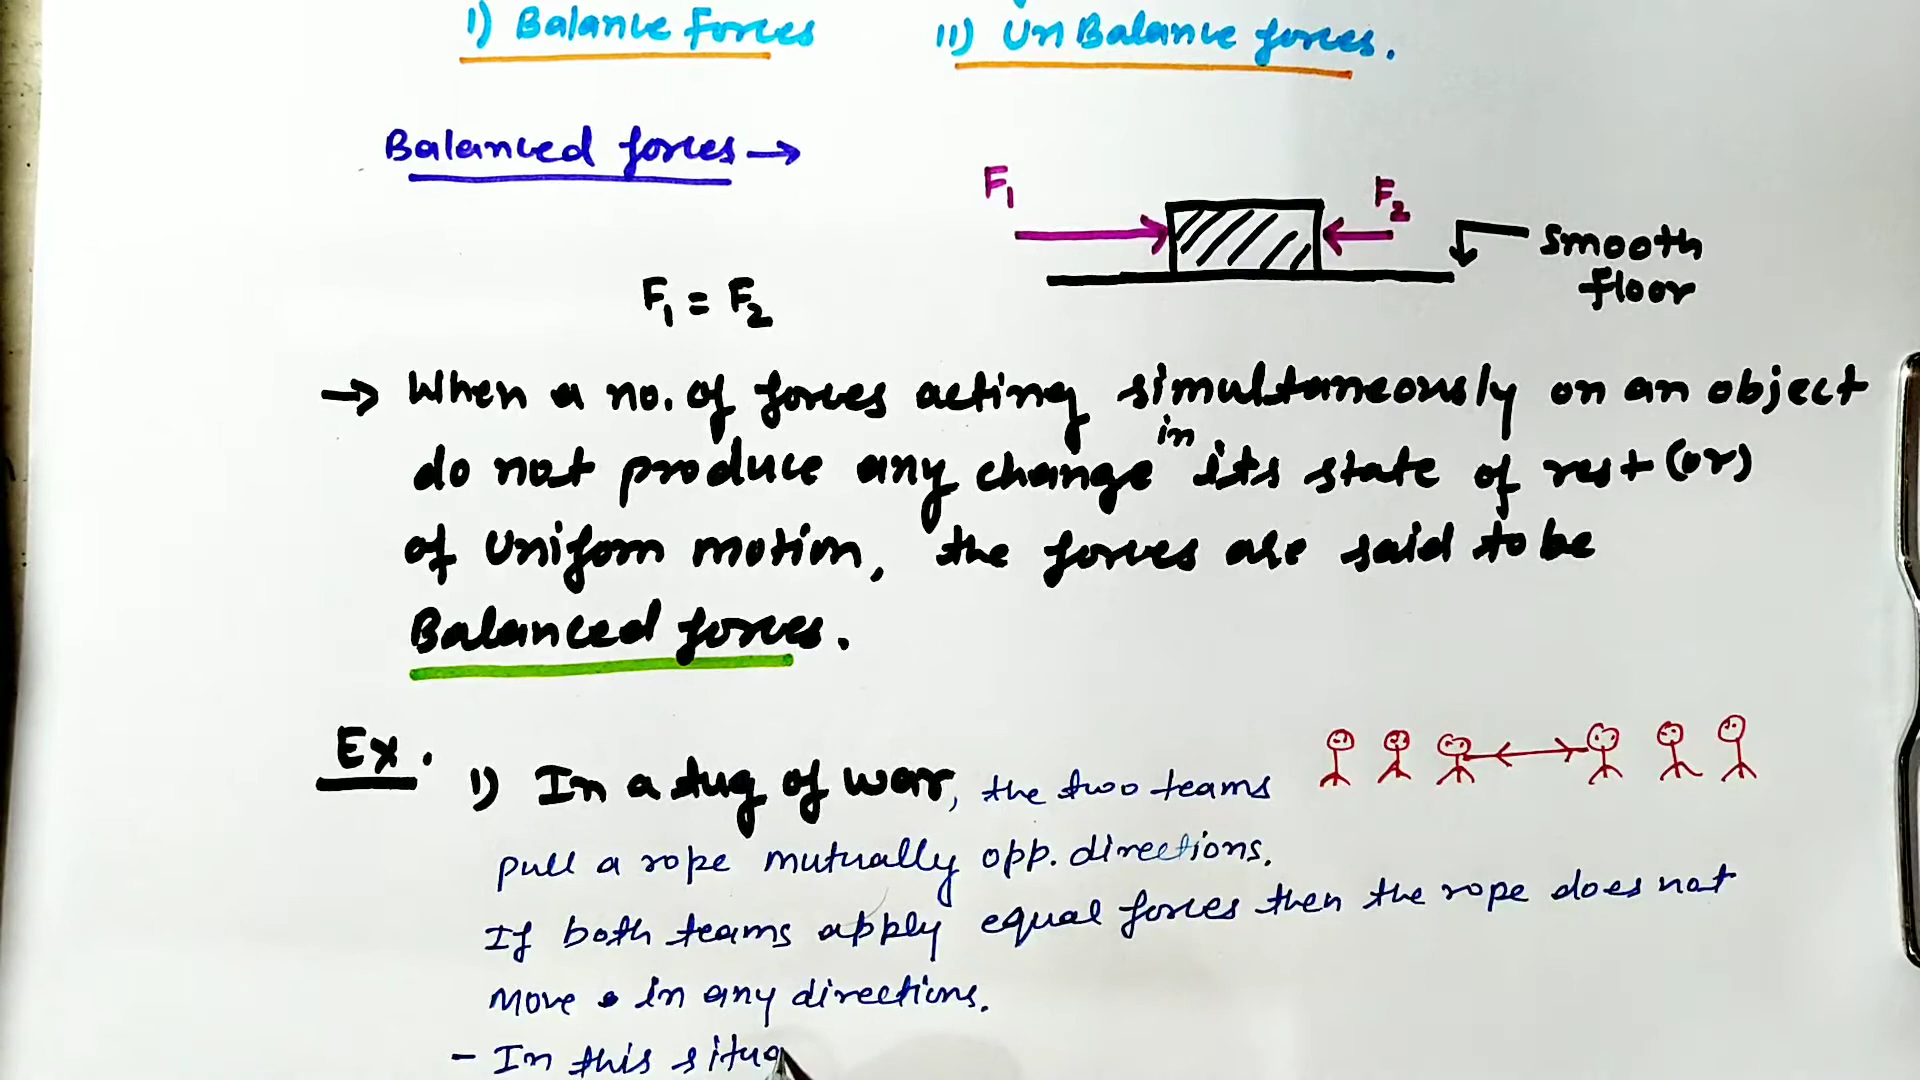 I) Balance Forces II) UnBalance forces.
Balanced forces →
F₁ F₂
smooth
floor
F₁ = F₂
→ When a no. of forces acting simultaneously on an object
do not produce any change in its state of rest (or)
of Uniform motion, the forces are said to be
Balanced forces.
Ex. 1) In a tug of war, the two teams
pull a rope mutually opp. directions.
If both teams apply equal forces then the rope does not
Move in any directions.
- In this situa